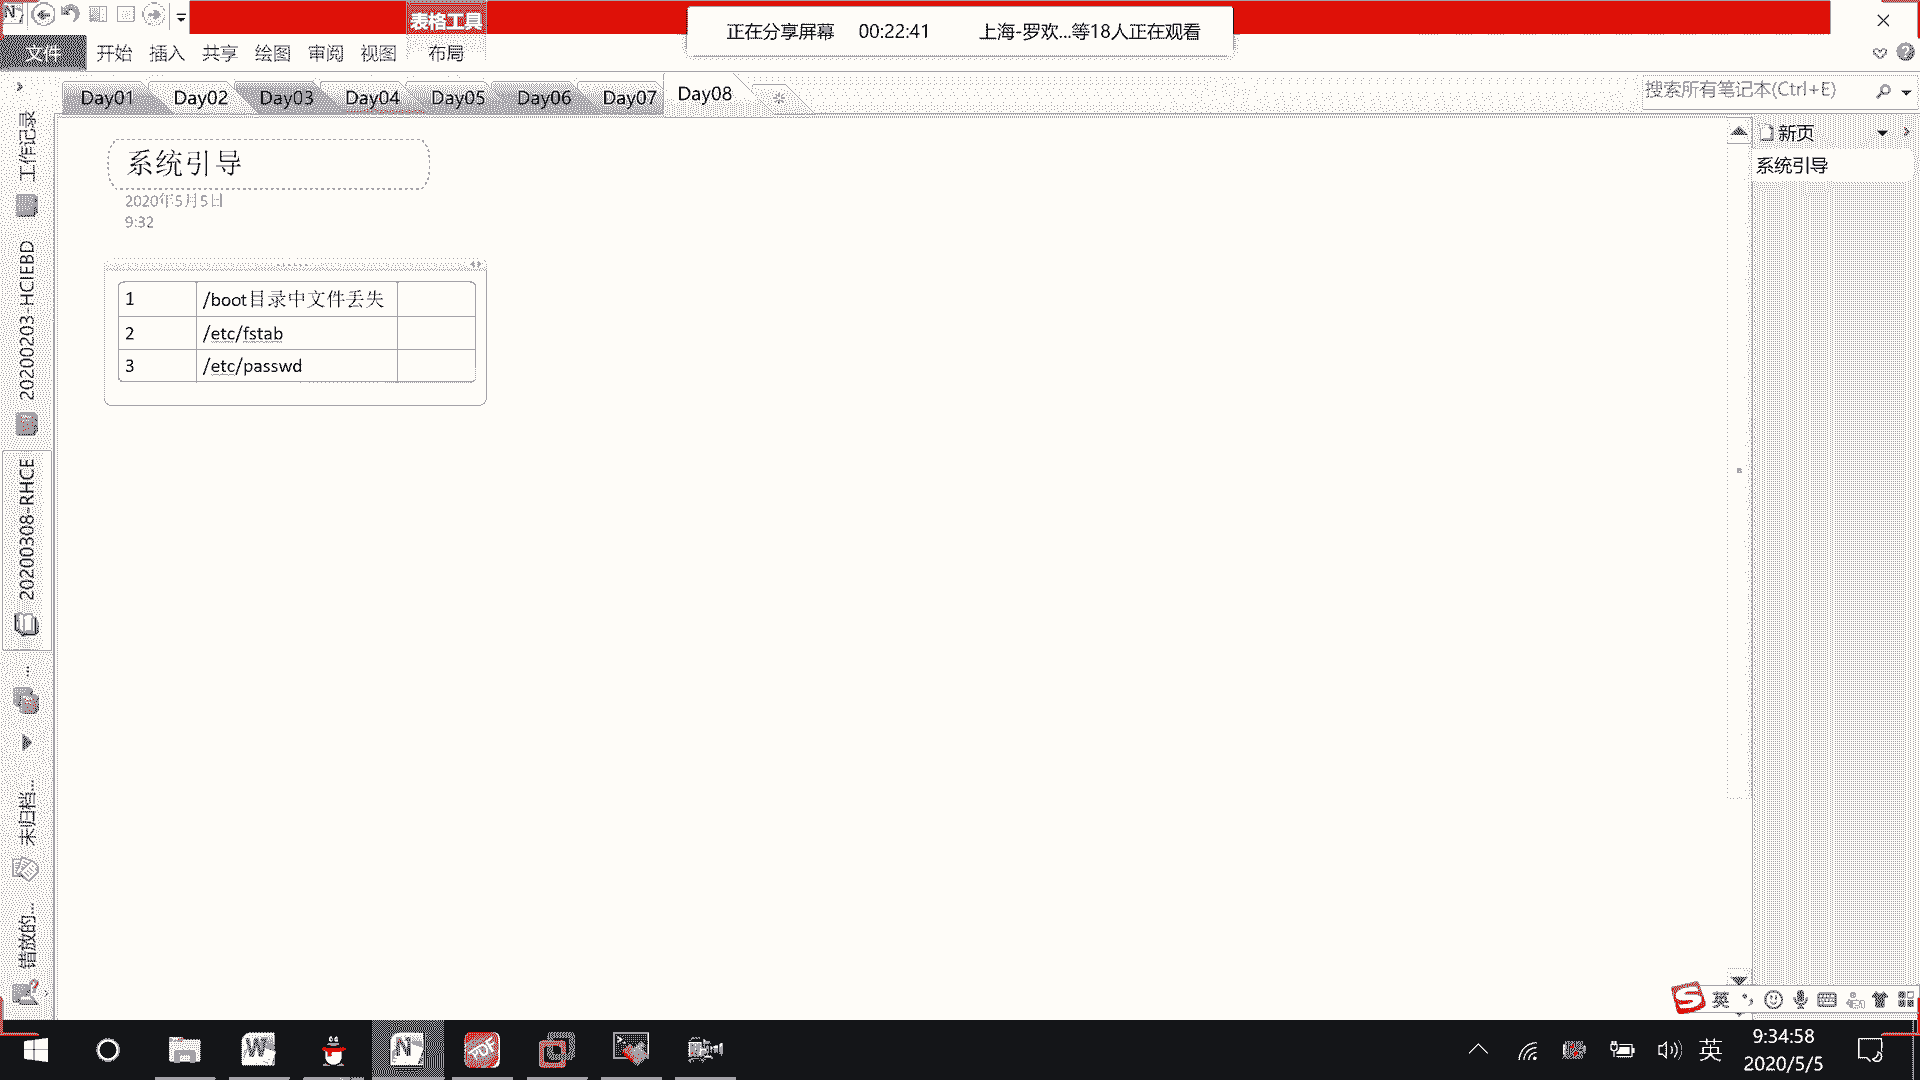 表格工具
正在分享屏幕 00:22:41 上海-罗欢...等18人正在观看
文件 开始 插入 共享 绘图 审阅 视图 布局
Day01 Day02 Day03 Day04 Day05 Day06 Day07 Day08
搜索所有笔记本(Ctrl+E)
新页
系统引导
工作记录
20200203-HCIEBD
20200308-RHCE
...
未归档...
错放的...
系统引导
2020年5月5日
9:32
1 /boot目录中文件丢失
2 /etc/fstab
3 /etc/passwd
英
英
9:34:58
2020/5/5